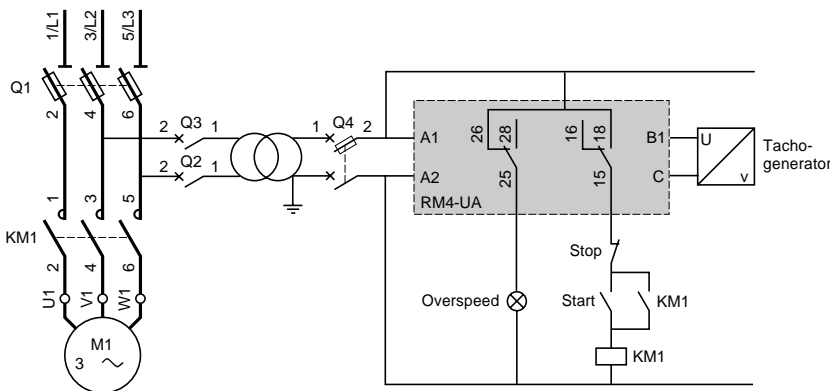 1/L1
3/L2
5/L3
Q1
2
4
6
2
Q3
1
2
Q2
1
1
Q4
2
A1
A2
26
28
25
16
18
15
RM4-UA
B1
C
U
v
Tacho-
generator
1
3
5
KM1
2
4
6
U1
V1
W1
M1
3
Stop
Overspeed
Start
KM1
KM1